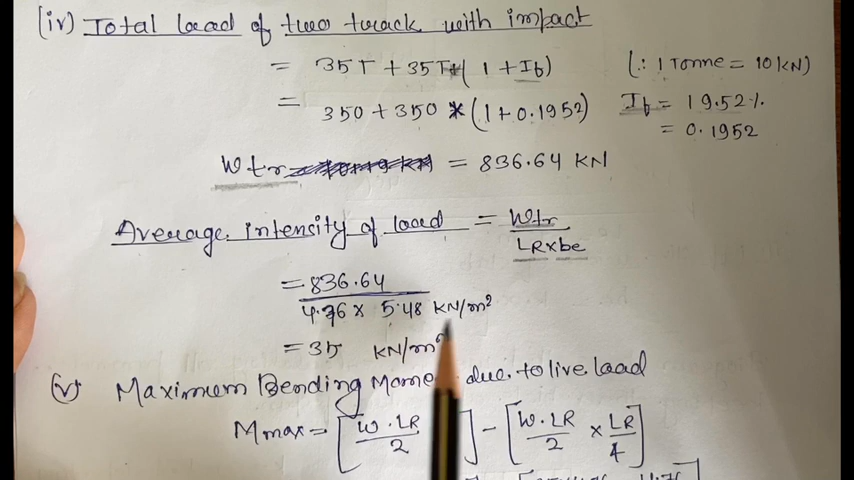 (iv) Total load of two track with impact
= 35T + 35T*( 1 + Ib) (∴ 1 Tonne = 10 KN)
= 350 + 350 * (1 + 0.1952) Ib = 19.52%
= 0.1952
Wtr = 836.64 KN
Average intensity of load = Wtr / LR x be
= 836.64
4.36 x 5.48 KN/m²
= 35 KN/m²
(v) Maximum Bending Mome due to live load
Mmax = [W.LR / 2 ] - [W.LR / 2 x LR / 4]